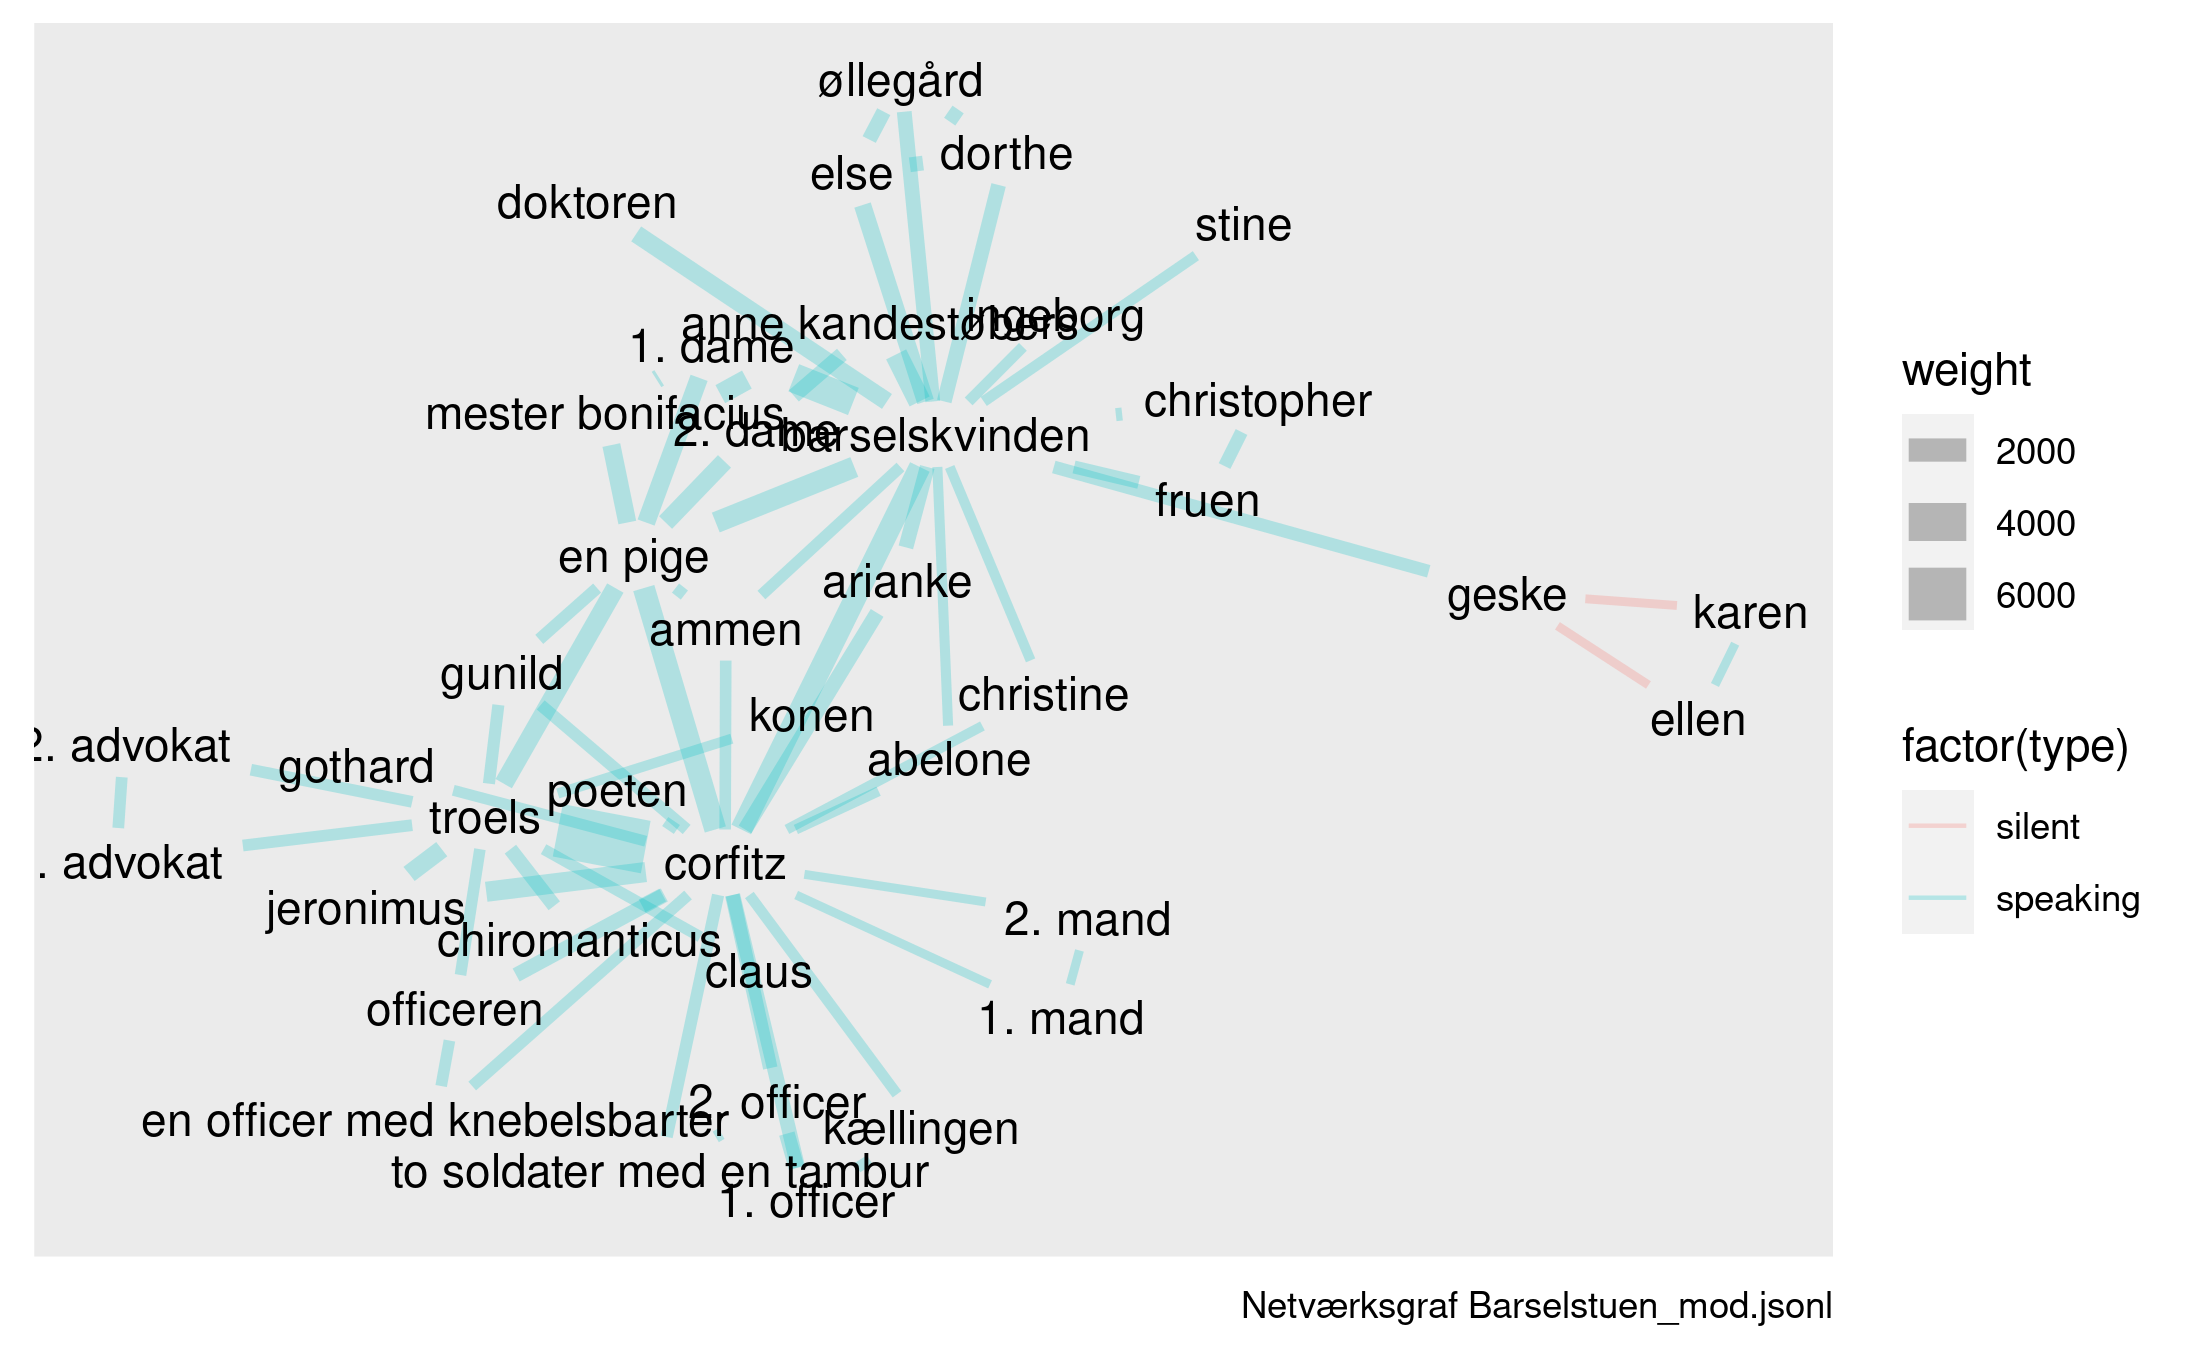 øllegård
dorthe
else
doktoren
stine
anne kandestøbers
ingeborg
1. dame
christopher
mester bonifacius
2. dame
barselskvinden
fruen
en pige
arianke
geske
karen
ammen
gunild
christine
konen
ellen
2. advokat
gothard
abelone
poeten
troels
. advokat
corfitz
jeronimus
2. mand
chiromanticus
claus
officeren
1. mand
2. officer
en officer med knebelsbarter
kællingen
to soldater med en tambur
1. officer
weight
2000
4000
6000
factor(type)
silent
speaking
Netværksgraf Barselstuen_mod.jsonl